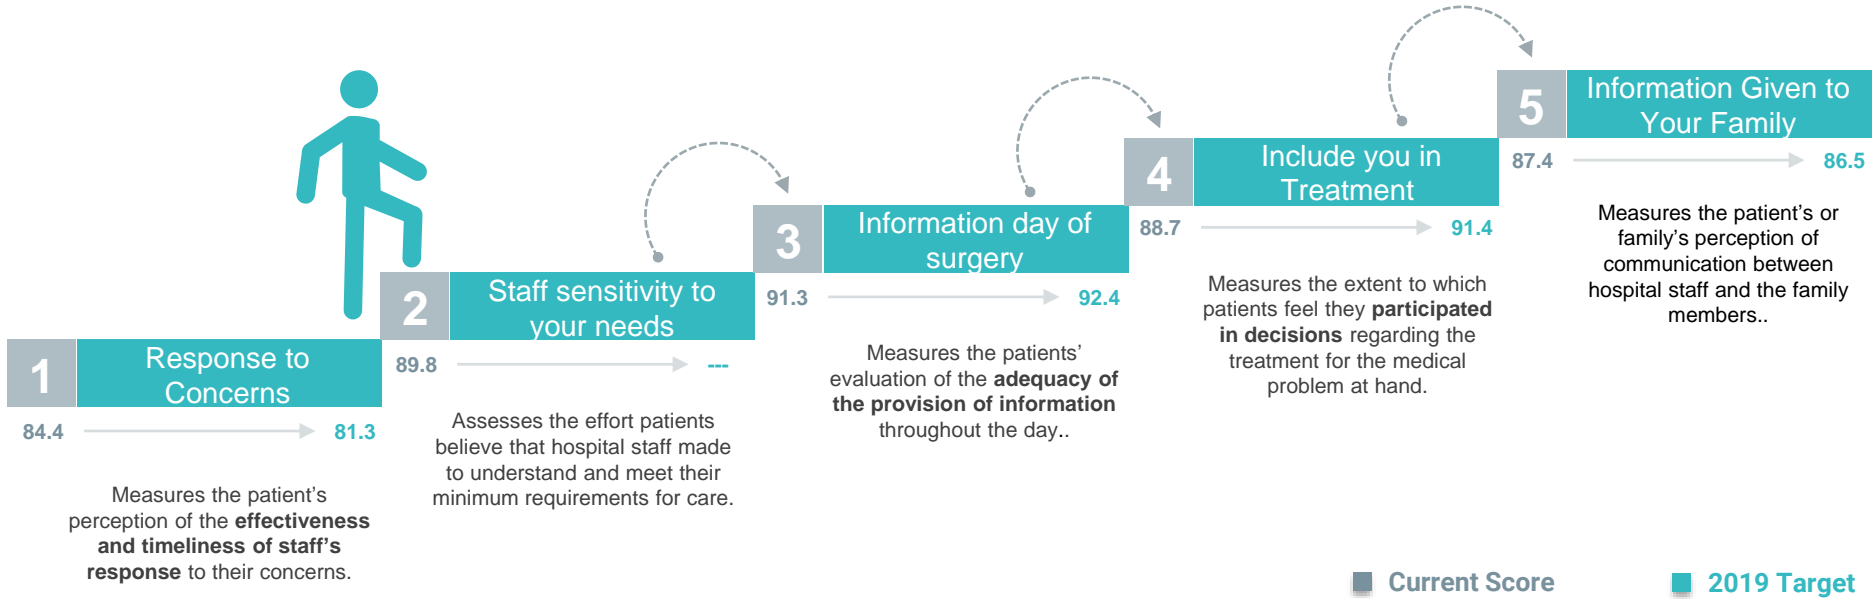 1
Response to
Concerns
84.4
81.3
Measures the patient's
perception of the effectiveness
and timeliness of staff's
response to their concerns.
2
Staff sensitivity to
your needs
89.8
---
Assesses the effort patients
believe that hospital staff made
to understand and meet their
minimum requirements for care.
3
Information day of
surgery
91.3
92.4
Measures the patients'
evaluation of the adequacy of
the provision of information
throughout the day..
4
Include you in
Treatment
88.7
91.4
Measures the extent to which
patients feel they participated
in decisions regarding the
treatment for the medical
problem at hand.
5
Information Given to
Your Family
87.4
86.5
Measures the patient's or
family's perception of
communication between
hospital staff and the family
members..
Current Score
2019 Target